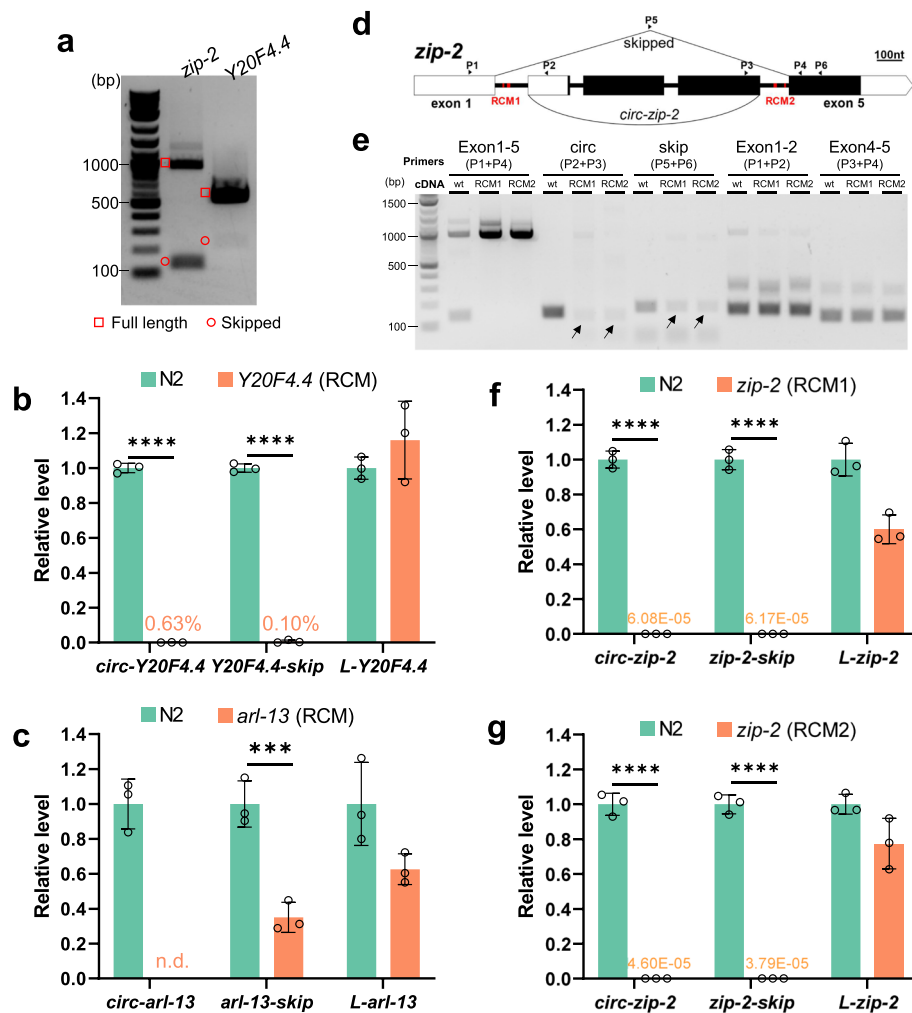 a
zip-2 Y20F4.4
(bp)
1000
500
100
Full length Skipped
d
P5
skipped
zip-2
100nt
P1 P2 P3 P4 P6
exon 1 RCM1 RCM2 exon 5
circ-zip-2
e
Exon1-5 circ skip Exon1-2 Exon4-5
Primers (P1+P4) (P2+P3) (P5+P6) (P1+P2) (P3+P4)
(bp) cDNA wt RCM1 RCM2 wt RCM1 RCM2 wt RCM1 RCM2 wt RCM1 RCM2 wt RCM1 RCM2
1500
1000
500
100
b
N2 Y20F4.4 (RCM)
Relative level
1.4
1.2
1.0
0.8
0.6
0.4
0.2
0.0
**** ****
0.63% 0.10%
circ-Y20F4.4 Y20F4.4-skip L-Y20F4.4
f
N2 zip-2 (RCM1)
Relative level
1.4
1.2
1.0
0.8
0.6
0.4
0.2
0.0
**** ****
6.08E-05 6.17E-05
circ-zip-2 zip-2-skip L-zip-2
c
N2 arl-13 (RCM)
Relative level
1.4
1.2
1.0
0.8
0.6
0.4
0.2
0.0
***
n.d.
circ-arl-13 arl-13-skip L-arl-13
g
N2 zip-2 (RCM2)
Relative level
1.4
1.2
1.0
0.8
0.6
0.4
0.2
0.0
**** ****
4.60E-05 3.79E-05
circ-zip-2 zip-2-skip L-zip-2